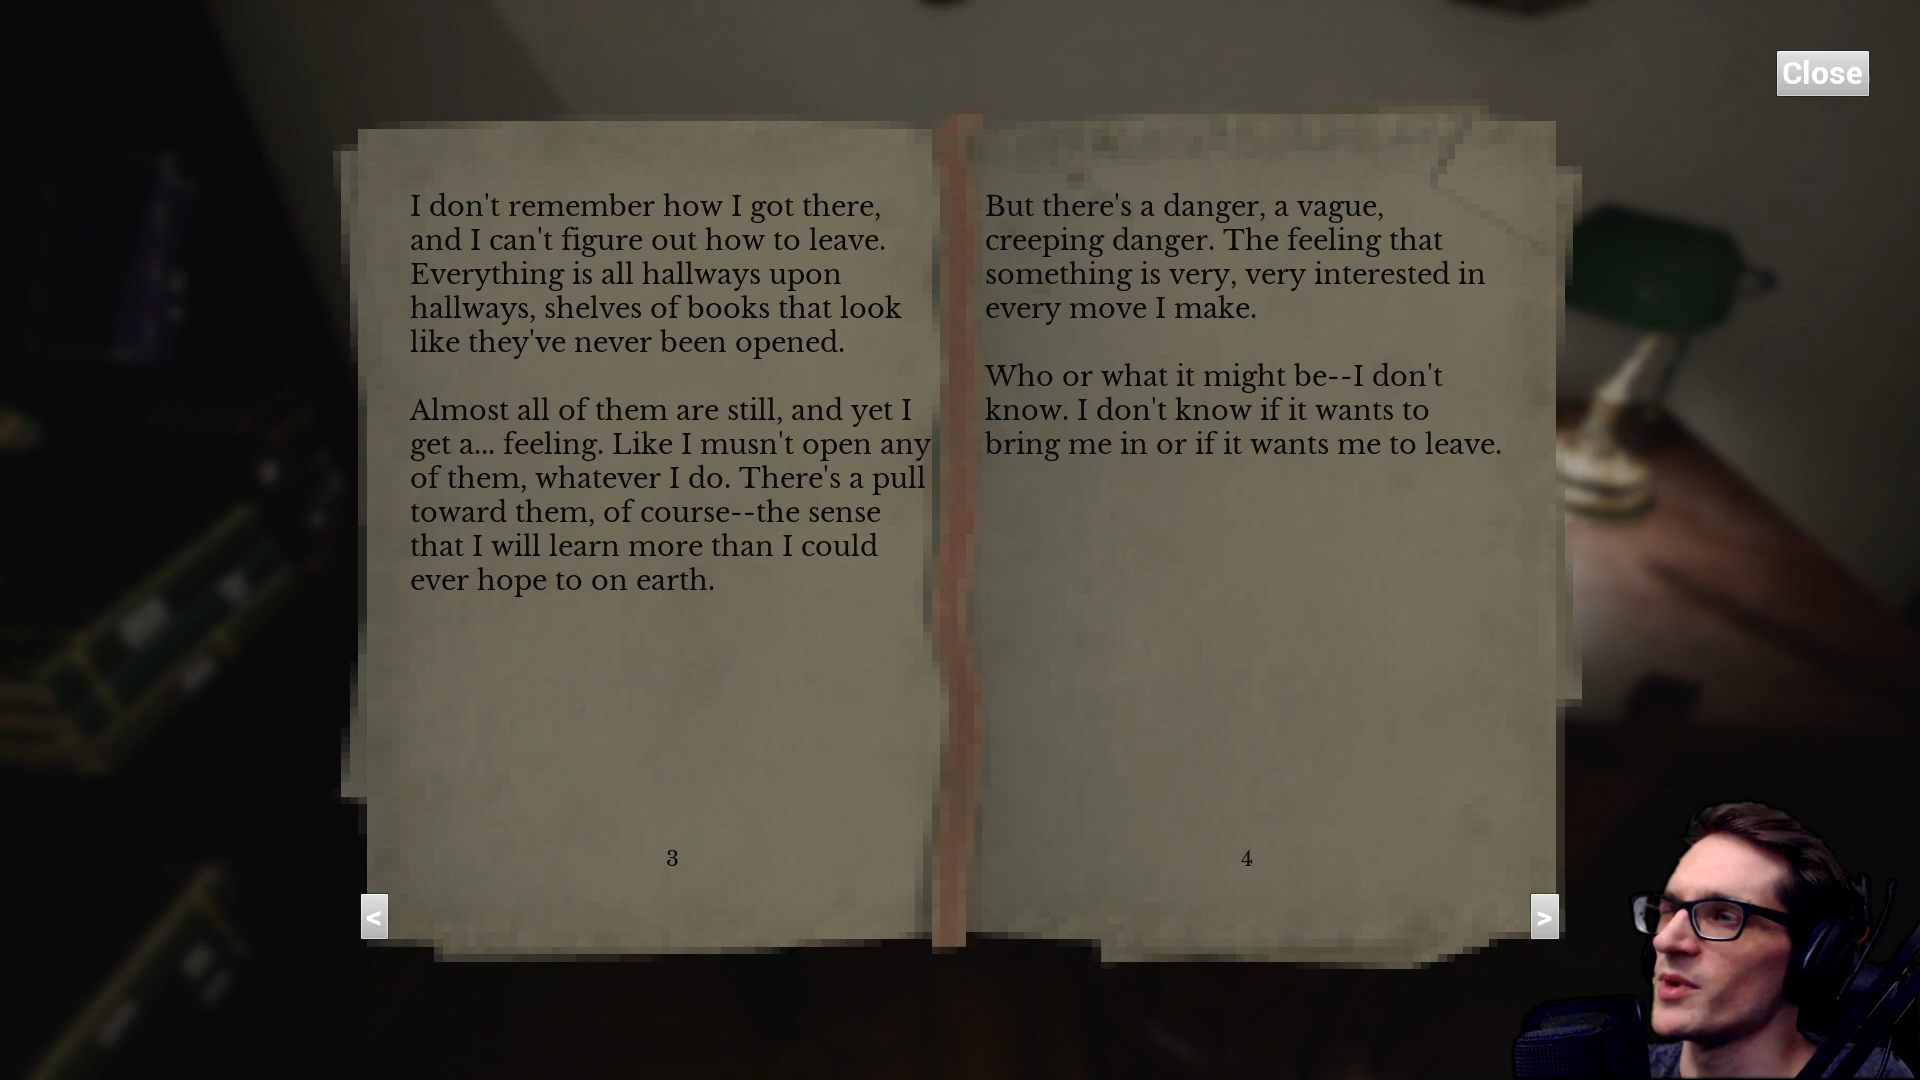 Close
I don't remember how I got there,
and I can't figure out how to leave.
Everything is all hallways upon
hallways, shelves of books that look
like they've never been opened.
Almost all of them are still, and yet I
get a... feeling. Like I musn't open any
of them, whatever I do. There's a pull
toward them, of course--the sense
that I will learn more than I could
ever hope to on earth.
3
But there's a danger, a vague,
creeping danger. The feeling that
something is very, very interested in
every move I make.
Who or what it might be--I don't
know. I don't know if it wants to
bring me in or if it wants me to leave.
4
<
>